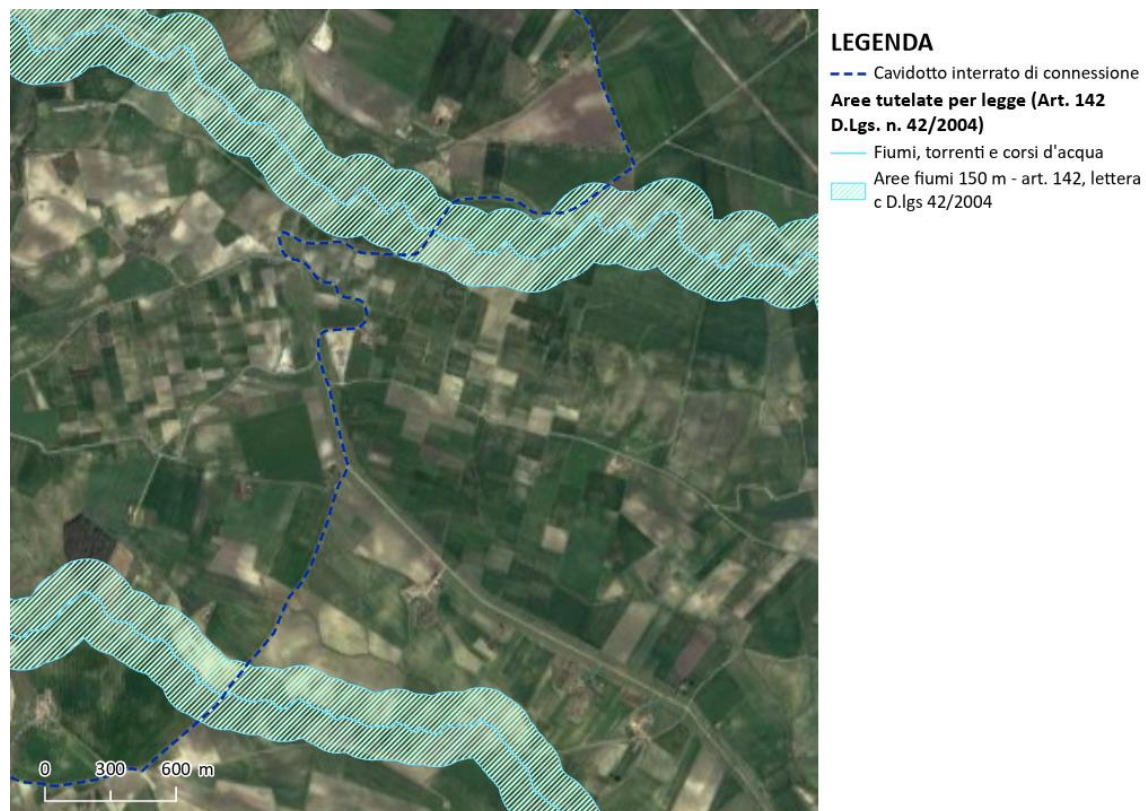 LEGENDA
Cavidotto interrato di connessione
Aree tutelate per legge (Art. 142
D.Lgs. n. 42/2004)
Fiumi, torrenti e corsi d'acqua
Aree fiumi 150 m - art. 142, lettera
c D.lgs 42/2004
0 300 600 m